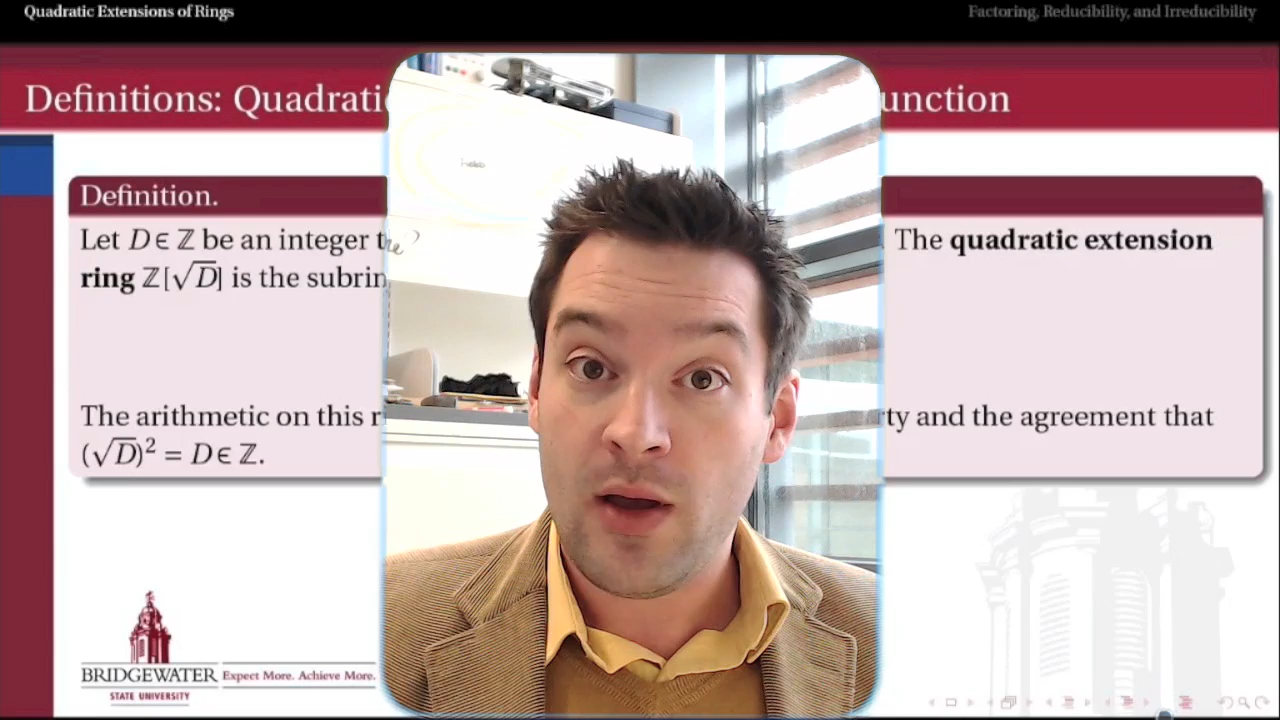 Quadratic Extensions of Rings
Factoring, Reducibility, and Irreducibility
Definitions: Quadrati unction
Definition.
Let D ∈ ℤ be an integer t The quadratic extension
ring ℤ[√D] is the subrin
The arithmetic on this r ty and the agreement that
(√D)² = D ∈ ℤ.
BRIDGEWATER
STATE UNIVERSITY
Expect More. Achieve More.